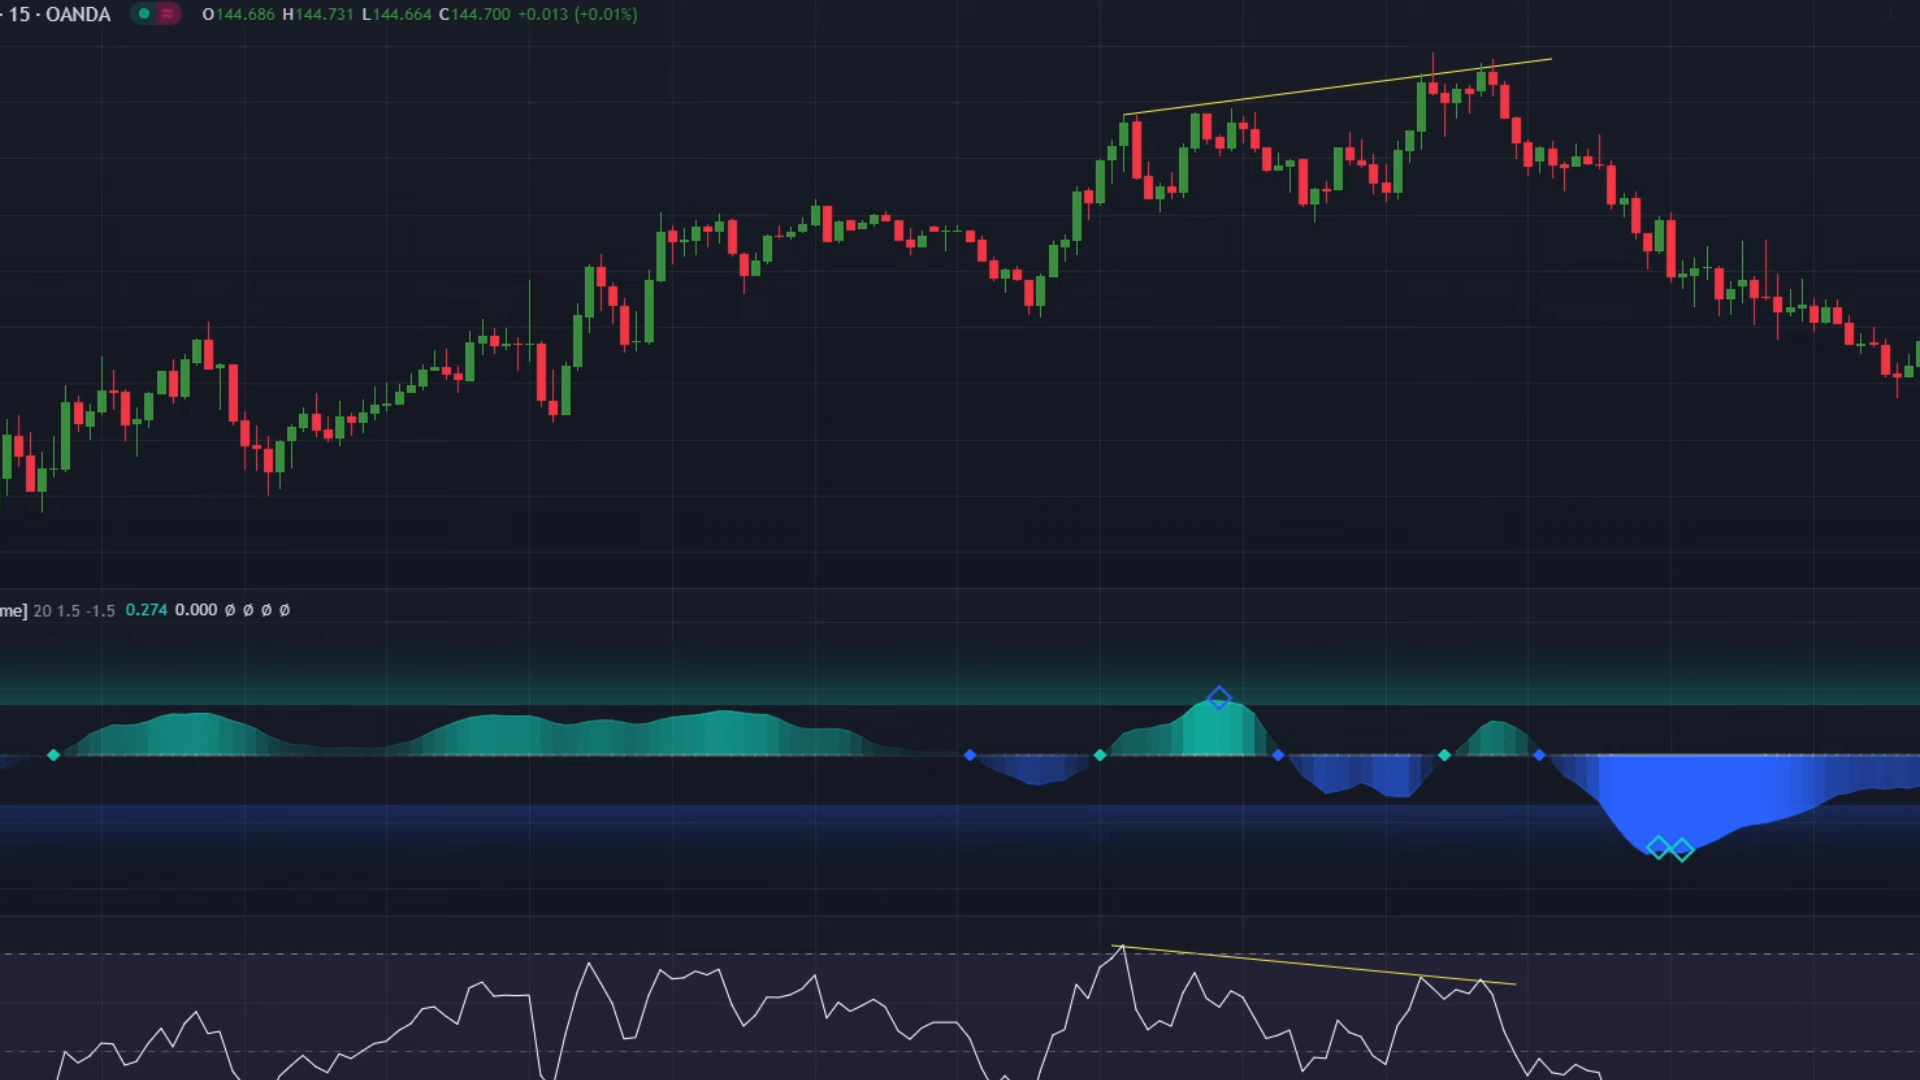 · 15 · OANDA O144.686 H144.731 L144.664 C144.700 +0.013 (+0.01%)
me] 20 1.5 -1.5 0.274 0.000 ∅ ∅ ∅ ∅